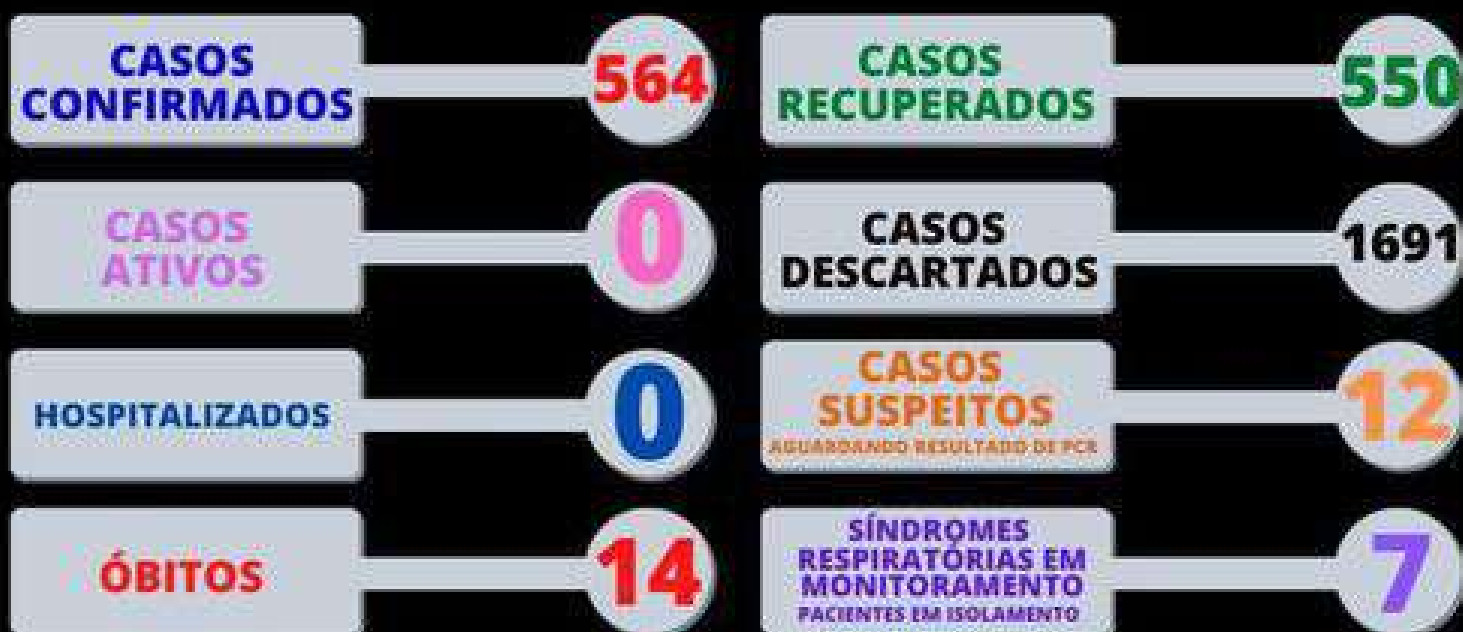 CASOS
CONFIRMADOS
564
CASOS
RECUPERADOS
550
CASOS
ATIVOS
0
CASOS
DESCARTADOS
1691
HOSPITALIZADOS
0
CASOS
SUSPEITOS
AGUARDANDO RESULTADO DE PCR
12
ÓBITOS
14
SÍNDROMES
RESPIRATÓRIAS EM
MONITORAMENTO
PACIENTES EM ISOLAMENTO
7